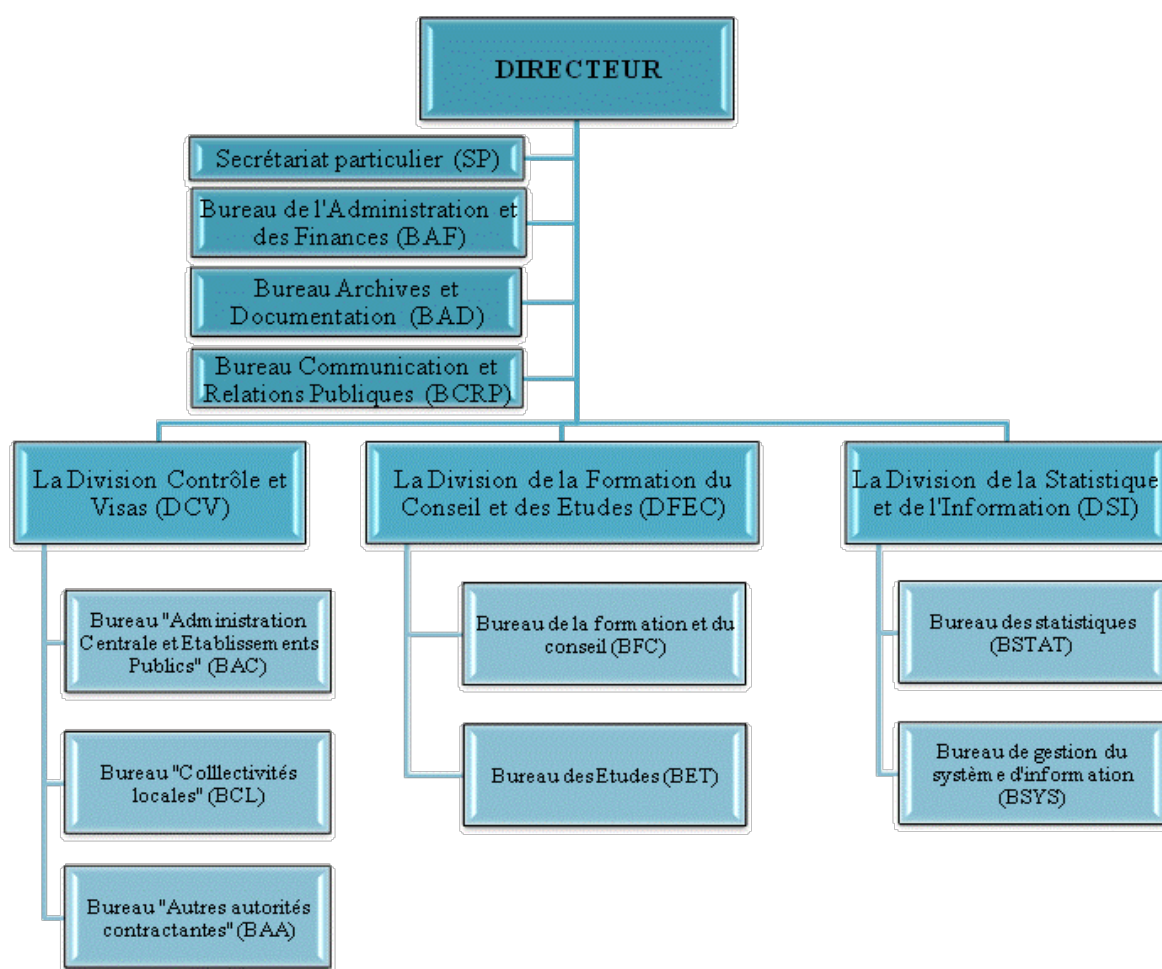 DIRECTEUR
Secrétariat particulier (SP)
Bureau de l'Administration et
des Finances (BAF)
Bureau Archives et
Documentation (BAD)
Bureau Communication et
Relations Publiques (BCRP)
La Division Contrôle et
Visas (DCV)
La Division de la Formation du
Conseil et des Etudes (DFEC)
La Division de la Statistique
et de l'Information (DSI)
Bureau "Administration
Centrale et Etablissements
Publics" (BAC)
Bureau de la formation et du
conseil (BFC)
Bureau des statistiques
(BSTAT)
Bureau "Colllectivités
locales" (BCL)
Bureau des Etudes (BET)
Bureau de gestion du
système d'information
(BSYS)
Bureau "Autres autorités
contractantes" (BAA)